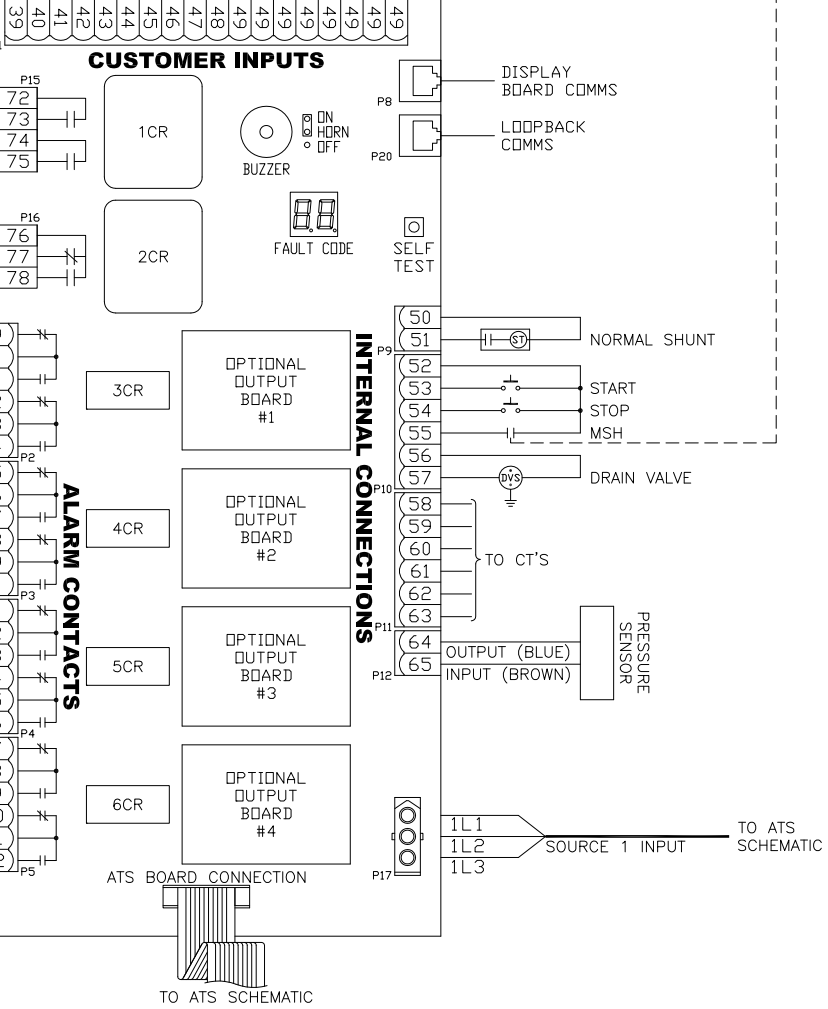 39 40 41 42 43 44 45 46 47 48 49 49 49 49 49 49 49 49
CUSTOMER INPUTS
P15
72
73
74
75
1CR
BUZZER
ON
HORN
OFF
P8
DISPLAY
BOARD COMMS
P20
LOOPBACK
COMMS
P16
76
77
78
2CR
FAULT CODE
SELF
TEST
50
51
P9
ST
NORMAL SHUNT
52
53
54
55
56
57
P10
START
STOP
MSH
DVS
DRAIN VALVE
58
59
60
61
62
63
P11
TO CT'S
64
65
P12
OUTPUT (BLUE)
INPUT (BROWN)
PRESSURE
SENSOR
INTERNAL CONNECTIONS
ALARM CONTACTS
3CR
OPTIONAL
OUTPUT
BOARD
#1
P2
4CR
OPTIONAL
OUTPUT
BOARD
#2
P3
5CR
OPTIONAL
OUTPUT
BOARD
#3
P4
6CR
OPTIONAL
OUTPUT
BOARD
#4
P5
P17
1L1
1L2
1L3
SOURCE 1 INPUT
TO ATS
SCHEMATIC
ATS BOARD CONNECTION
TO ATS SCHEMATIC